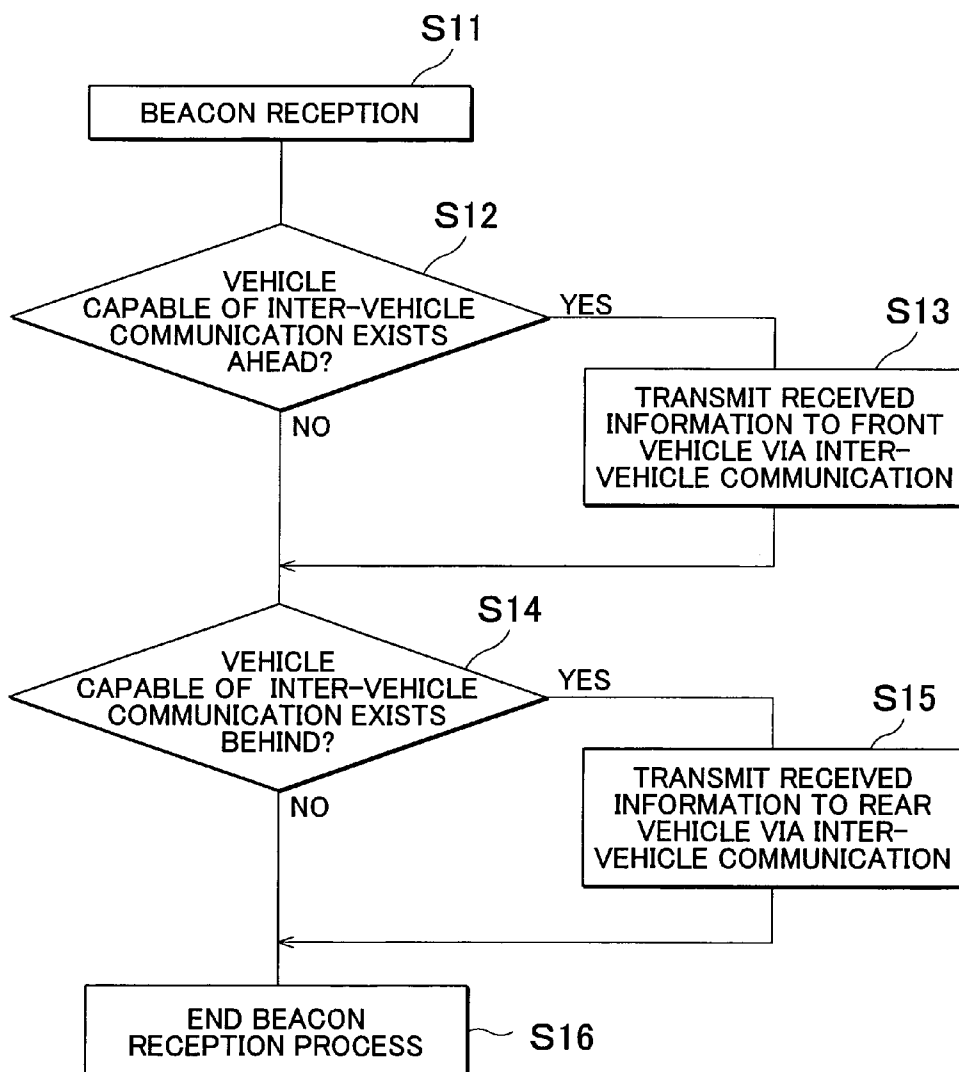 S11
BEACON RECEPTION
S12
VEHICLE
CAPABLE OF INTER-VEHICLE
COMMUNICATION EXISTS
AHEAD?
YES
NO
S13
TRANSMIT RECEIVED
INFORMATION TO FRONT
VEHICLE VIA INTER-
VEHICLE COMMUNICATION
S14
VEHICLE
CAPABLE OF INTER-VEHICLE
COMMUNICATION EXISTS
BEHIND?
YES
NO
S15
TRANSMIT RECEIVED
INFORMATION TO REAR
VEHICLE VIA INTER-
VEHICLE COMMUNICATION
END BEACON
RECEPTION PROCESS
S16